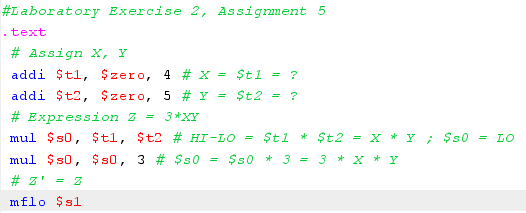 #Laboratory Exercise 2, Assignment 5
.text
# Assign X, Y
addi $t1, $zero, 4 # X = $t1 = ?
addi $t2, $zero, 5 # Y = $t2 = ?
# Expression Z = 3*XY
mul $s0, $t1, $t2 # HI-LO = $t1 * $t2 = X * Y ; $s0 = LO
mul $s0, $s0, 3 # $s0 = $s0 * 3 = 3 * X * Y
# Z' = Z
mflo $s1